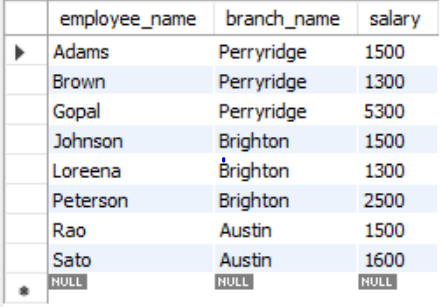 employee_name branch_name salary
Adams Perryridge 1500
Brown Perryridge 1300
Gopal Perryridge 5300
Johnson Brighton 1500
Loreena Brighton 1300
Peterson Brighton 2500
Rao Austin 1500
Sato Austin 1600
NULL NULL NULL